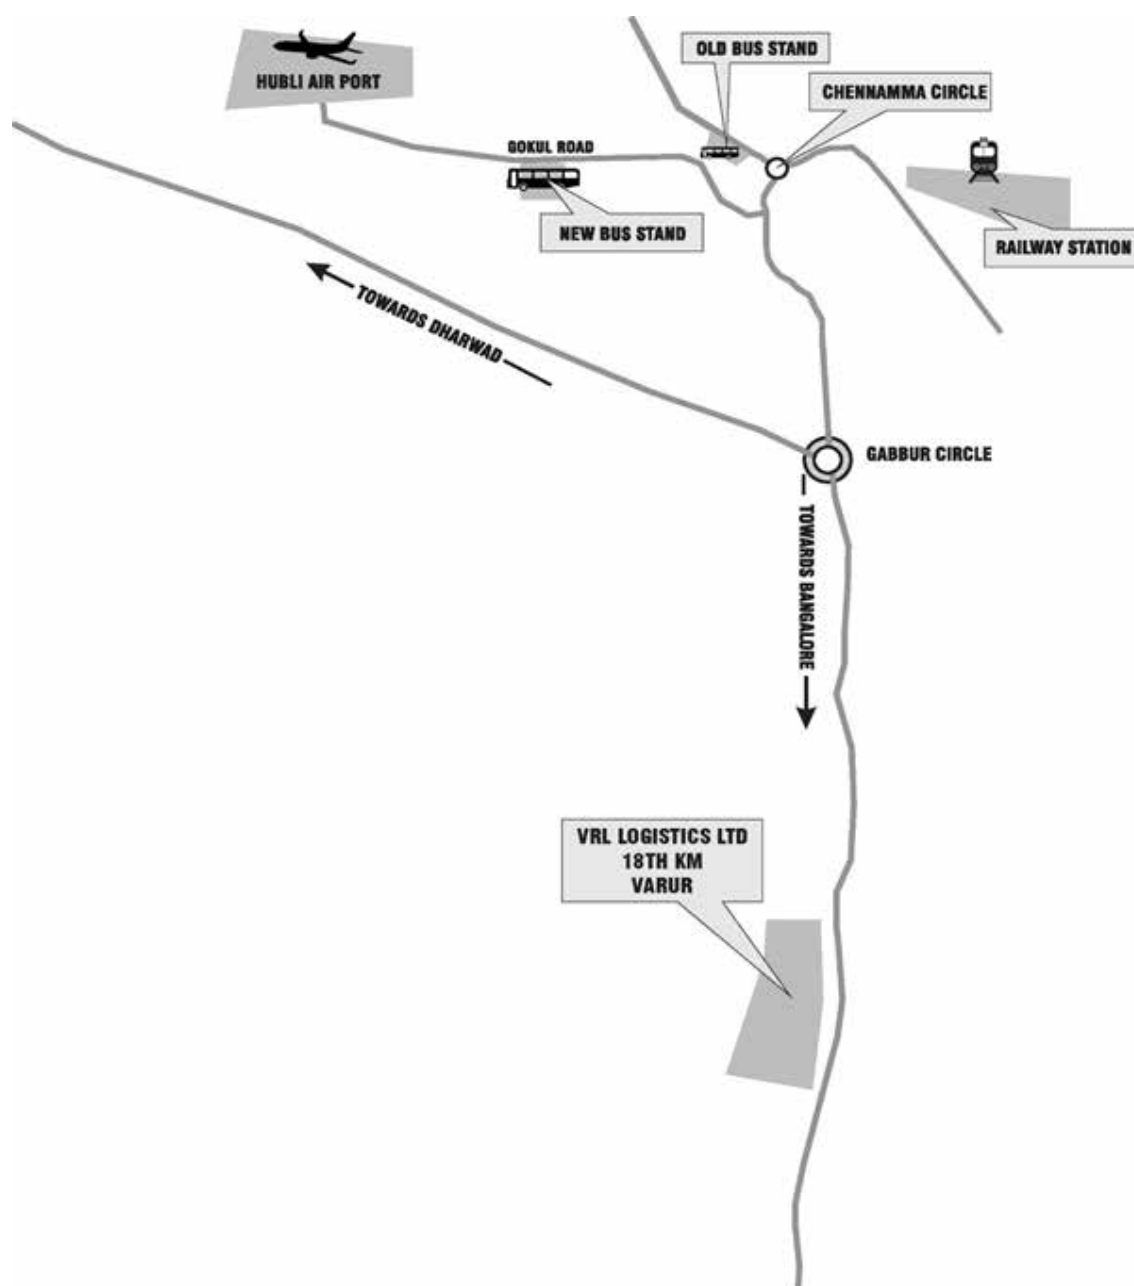 OLD BUS STAND
HUBLI AIR PORT
CHENNAMMA CIRCLE
GOKUL ROAD
NEW BUS STAND
RAILWAY STATION
TOWARDS DHARWAD
GABBUR CIRCLE
TOWARDS BANGALORE
VRL LOGISTICS LTD
18TH KM
VARUR